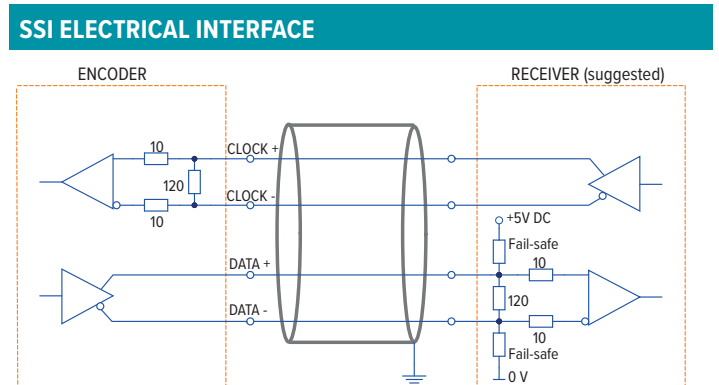 SSI ELECTRICAL INTERFACE
ENCODER
RECEIVER (suggested)
10
CLOCK +
120
CLOCK -
10
+5V DC
Fail-safe
DATA +
10
120
DATA -
10
Fail-safe
0 V